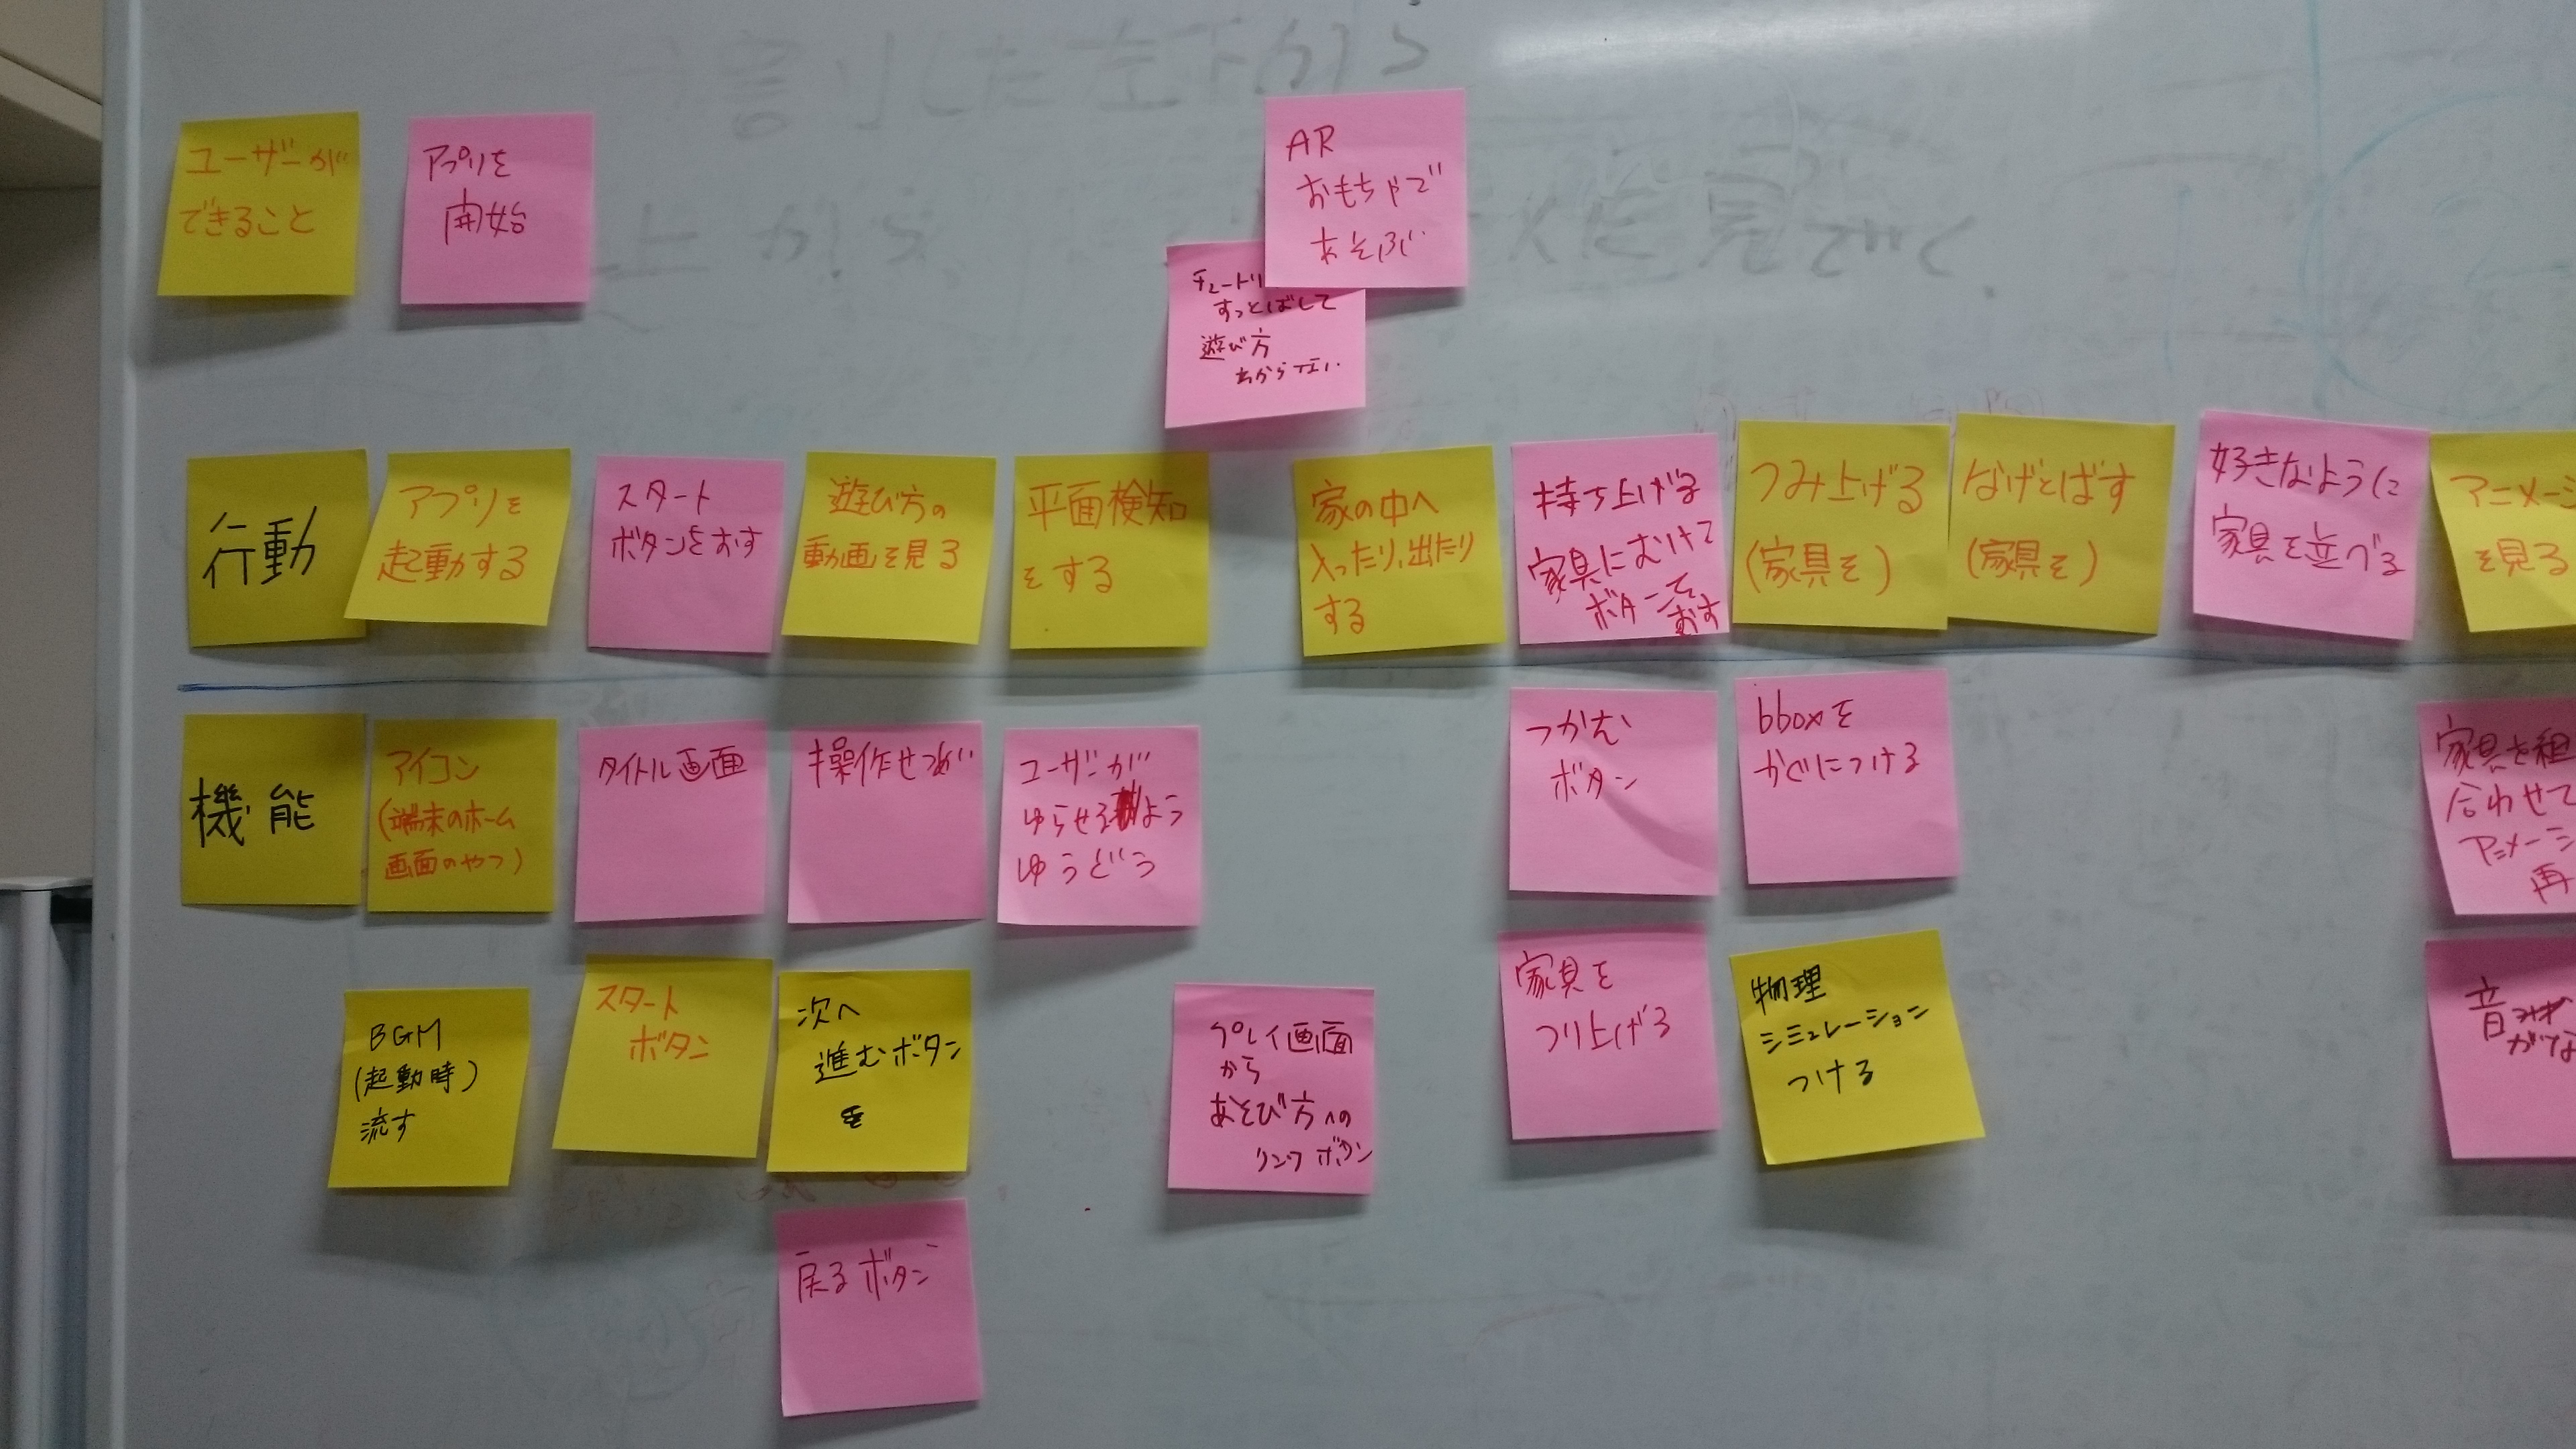 ユーザーが
できること
アプリを
開始
AR
おもちゃで
あそぶ
すっとばして
遊び方
わからない
行動
アプリを
起動する
スタート
ボタンをおす
遊び方の
動画を見る
平面検知
をする
家の中へ
入ったり、出たり
する
持ち上げる
家具にむけて
ボタンを
おす
つみ上げる
(家具を)
なげとばす
(家具を)
好きなように
家具を並べる
アニメーシ
を見る
機能
アイコン
(端末のホーム
画面のやつ)
タイトル画面
操作せつめい
ユーザーが
ゆらせるよう
ゆうどう
つかむ
ボタン
bboxを
かぐにつける
家具を組
合わせて
アニメーシ
再
BGM
(起動時)
流す
スタート
ボタン
次へ
進むボタン
プレイ画面
から
あそび方への
リンクボタン
家具を
つり上げる
物理
シミュレーション
つける
音
がな
戻るボタン